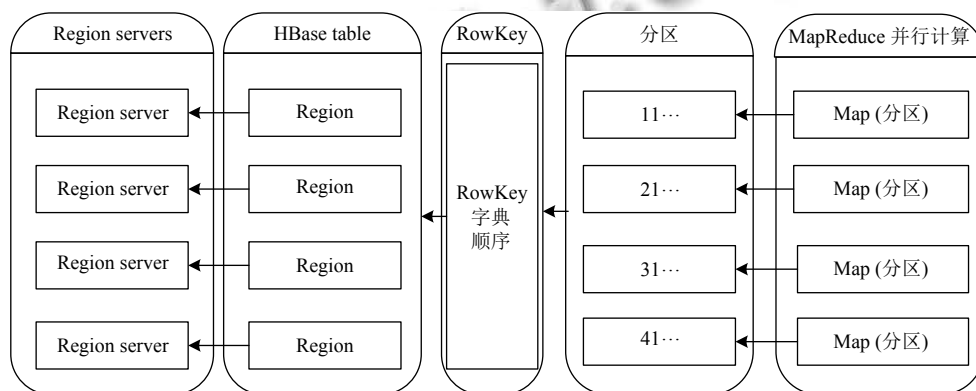 Region servers
HBase table
RowKey
分区
MapReduce 并行计算
Region server
Region
11…
Map (分区)
Region server
Region
21…
Map (分区)
RowKey
字典
顺序
Region server
Region
31…
Map (分区)
Region server
Region
41…
Map (分区)